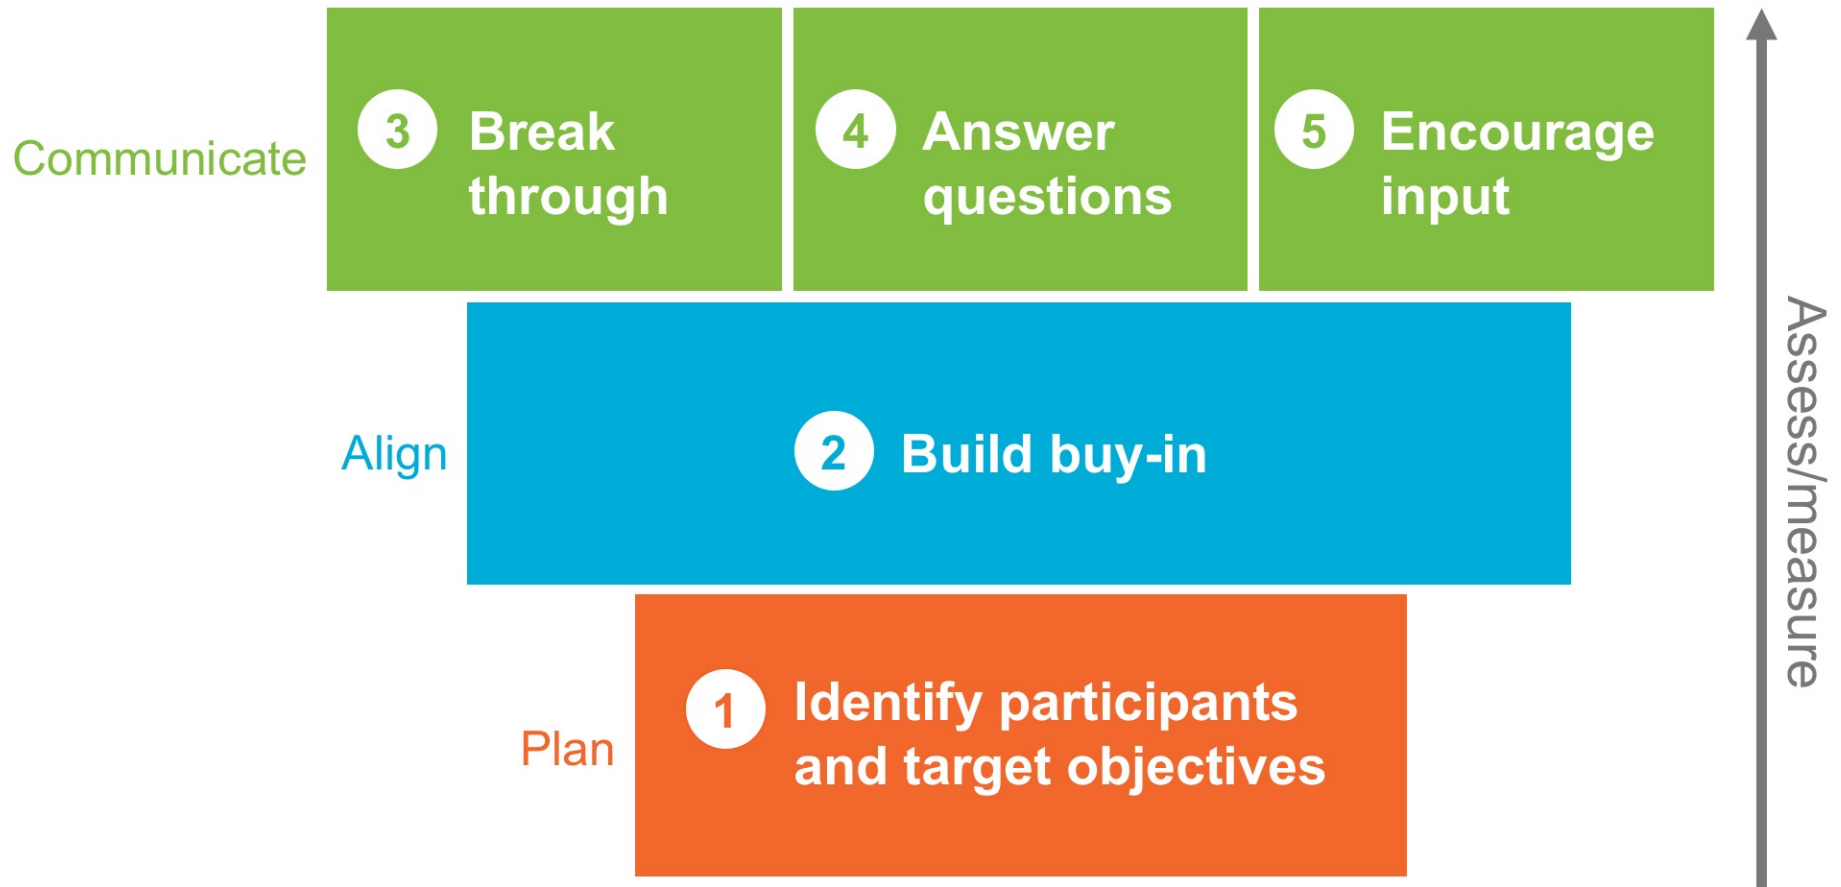 Communicate
3 Break
through
4 Answer
questions
5 Encourage
input
Align
2 Build buy-in
Plan
1 Identify participants
and target objectives
Assess/measure